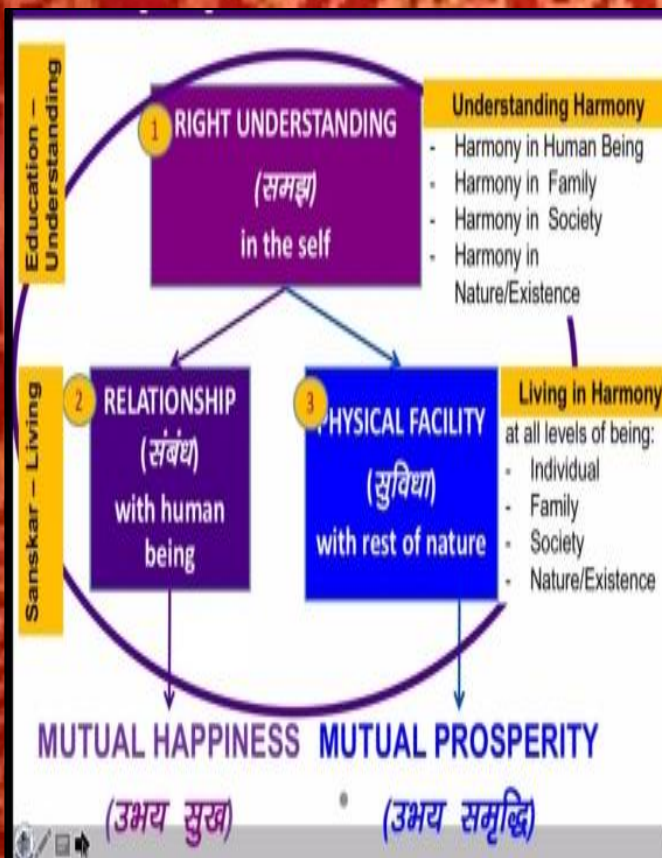 Education –
Understanding
1
RIGHT UNDERSTANDING
(समझ)
in the self
Understanding Harmony
- Harmony in Human Being
- Harmony in Family
- Harmony in Society
- Harmony in
Nature/Existence
Sanskar – Living
2
RELATIONSHIP
(संबंध)
with human
being
3
PHYSICAL FACILITY
(सुविधा)
with rest of nature
Living in Harmony
at all levels of being:
- Individual
- Family
- Society
- Nature/Existence
MUTUAL HAPPINESS
(उभय सुख)
MUTUAL PROSPERITY
(उभय समृद्धि)